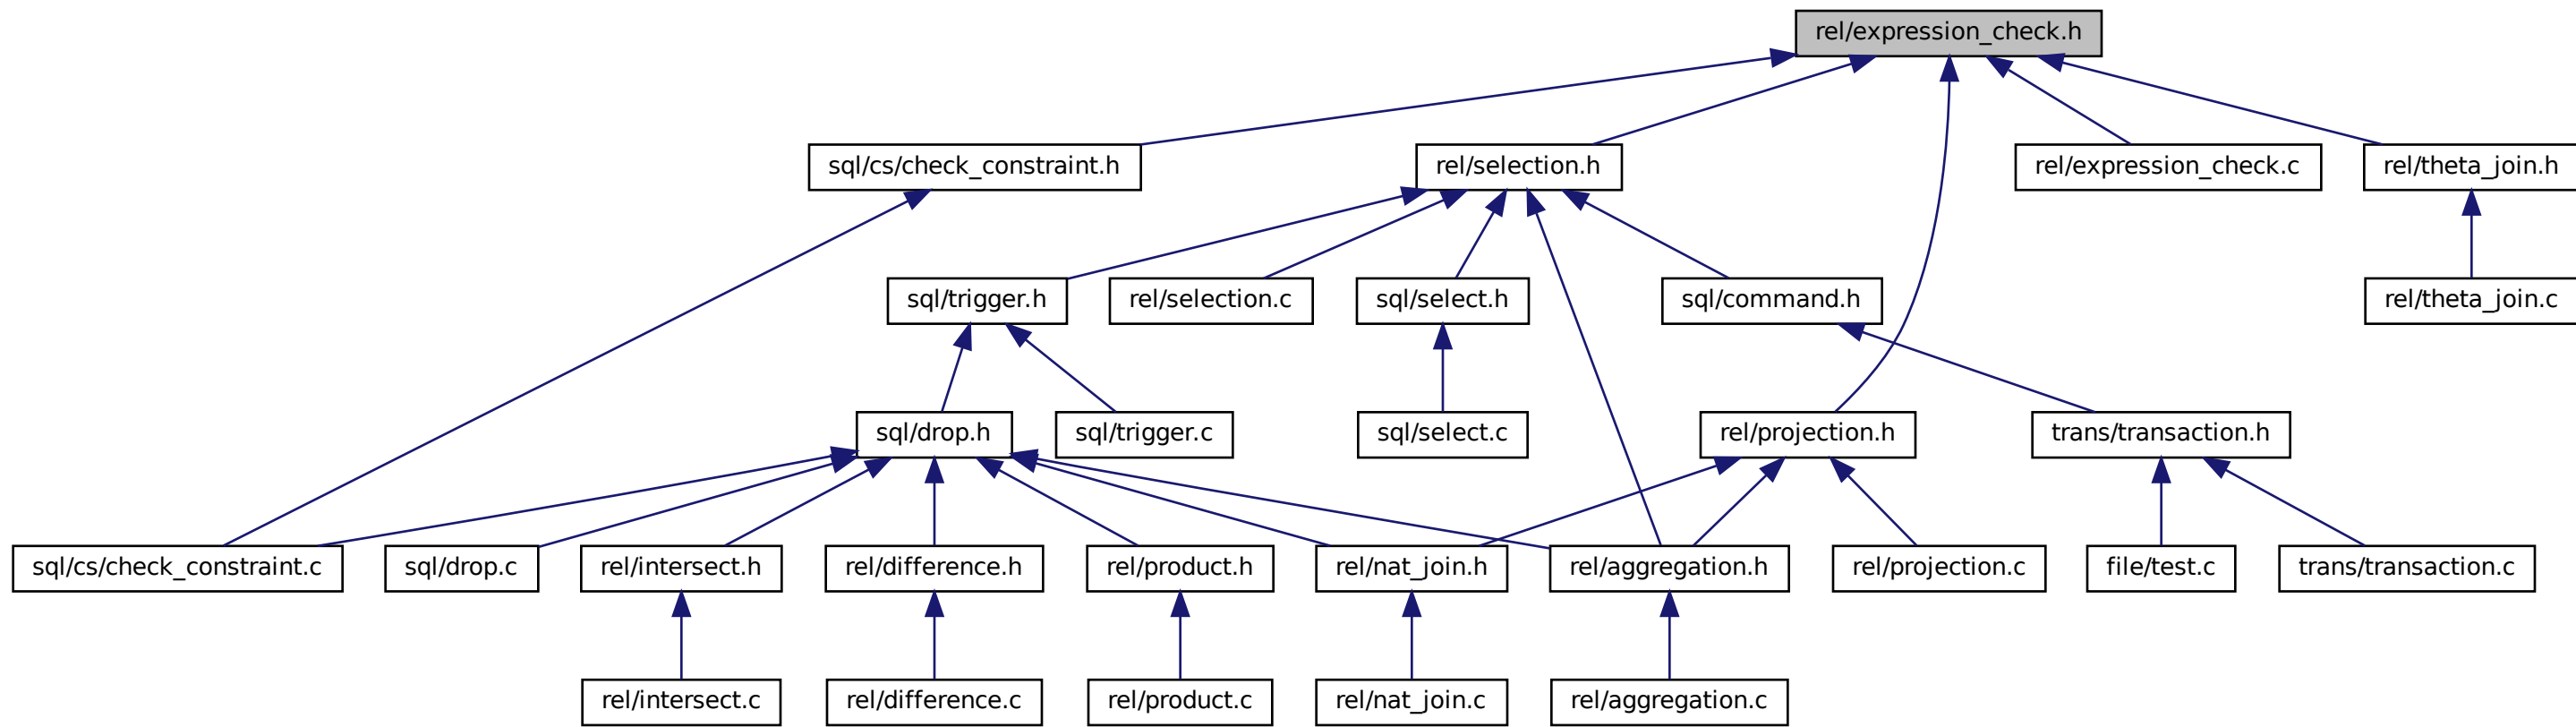 rel/expression_check.h
sql/cs/check_constraint.h
rel/selection.h
rel/expression_check.c
rel/theta_join.h
sql/trigger.h
rel/selection.c
sql/select.h
sql/command.h
rel/theta_join.c
sql/drop.h
sql/trigger.c
sql/select.c
rel/projection.h
trans/transaction.h
sql/cs/check_constraint.c
sql/drop.c
rel/intersect.h
rel/difference.h
rel/product.h
rel/nat_join.h
rel/aggregation.h
rel/projection.c
file/test.c
trans/transaction.c
rel/intersect.c
rel/difference.c
rel/product.c
rel/nat_join.c
rel/aggregation.c